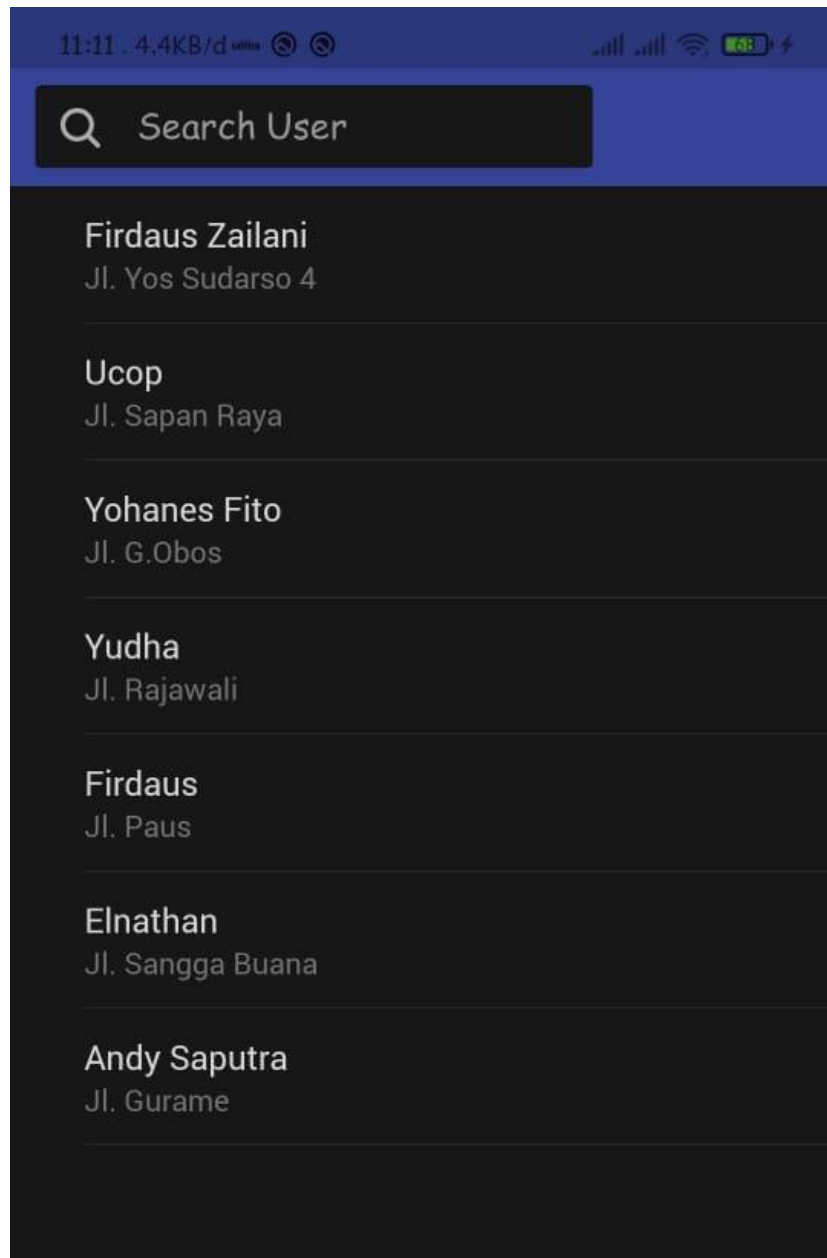 11:11 . 4,4KB/d
68
Search User
Firdaus Zailani
Jl. Yos Sudarso 4
Ucop
Jl. Sapan Raya
Yohanes Fito
Jl. G.Obos
Yudha
Jl. Rajawali
Firdaus
Jl. Paus
Elnathan
Jl. Sangga Buana
Andy Saputra
Jl. Gurame